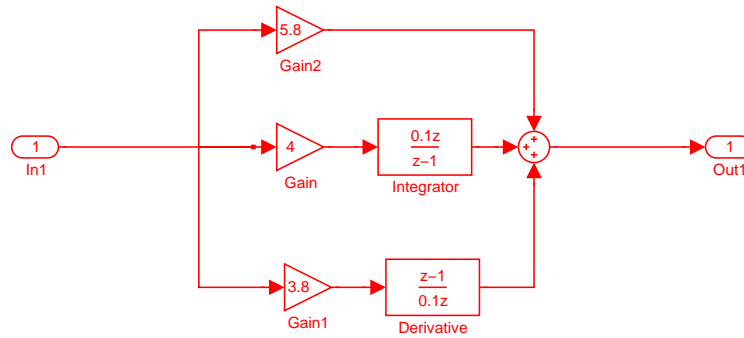 5.8
Gain2
1
In1
4
Gain
0.1z
z−1
Integrator
+
+
+
1
Out1
3.8
Gain1
z−1
0.1z
Derivative